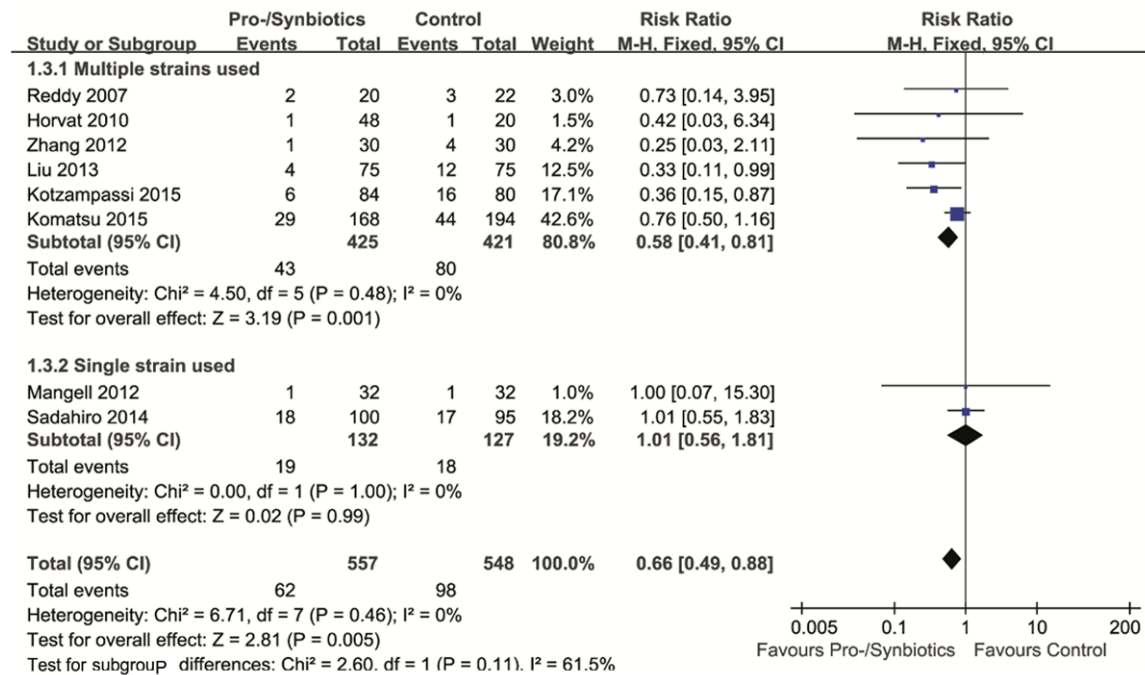 Pro-/Synbiotics Control Risk Ratio Risk Ratio
Study or Subgroup Events Total Events Total Weight M-H, Fixed, 95% CI M-H, Fixed, 95% CI
1.3.1 Multiple strains used
Reddy 2007 2 20 3 22 3.0% 0.73 [0.14, 3.95]
Horvat 2010 1 48 1 20 1.5% 0.42 [0.03, 6.34]
Zhang 2012 1 30 4 30 4.2% 0.25 [0.03, 2.11]
Liu 2013 4 75 12 75 12.5% 0.33 [0.11, 0.99]
Kotzampassi 2015 6 84 16 80 17.1% 0.36 [0.15, 0.87]
Komatsu 2015 29 168 44 194 42.6% 0.76 [0.50, 1.16]
Subtotal (95% CI) 425 421 80.8% 0.58 [0.41, 0.81]
Total events 43 80
Heterogeneity: Chi² = 4.50, df = 5 (P = 0.48); I² = 0%
Test for overall effect: Z = 3.19 (P = 0.001)
1.3.2 Single strain used
Mangell 2012 1 32 1 32 1.0% 1.00 [0.07, 15.30]
Sadahiro 2014 18 100 17 95 18.2% 1.01 [0.55, 1.83]
Subtotal (95% CI) 132 127 19.2% 1.01 [0.56, 1.81]
Total events 19 18
Heterogeneity: Chi² = 0.00, df = 1 (P = 1.00); I² = 0%
Test for overall effect: Z = 0.02 (P = 0.99)
Total (95% CI) 557 548 100.0% 0.66 [0.49, 0.88]
Total events 62 98
Heterogeneity: Chi² = 6.71, df = 7 (P = 0.46); I² = 0%
Test for overall effect: Z = 2.81 (P = 0.005)
Test for subgroup differences: Chi² = 2.60. df = 1 (P = 0.11). I² = 61.5%
0.005 0.1 1 10 200
Favours Pro-/Synbiotics Favours Control